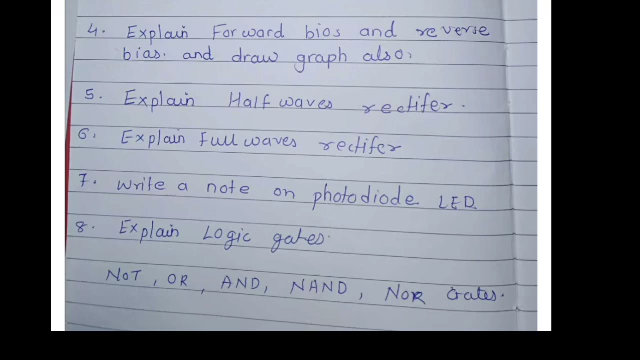 4. Explain Forward bios and reverse
bias. and draw graph also.
5. Explain Half waves rectifer.
6. Explain full waves rectifer
7. Write a note on photodiode LED.
8. Explain Logic gates.
NOT, OR, AND, NAND, NOR Grates.